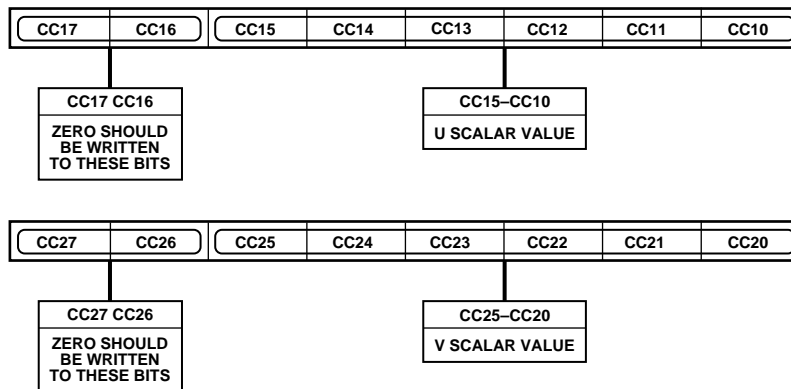 CC17 CC16 CC15 CC14 CC13 CC12 CC11 CC10
CC17 CC16
ZERO SHOULD
BE WRITTEN
TO THESE BITS
CC15–CC10
U SCALAR VALUE
CC27 CC26 CC25 CC24 CC23 CC22 CC21 CC20
CC27 CC26
ZERO SHOULD
BE WRITTEN
TO THESE BITS
CC25–CC20
V SCALAR VALUE